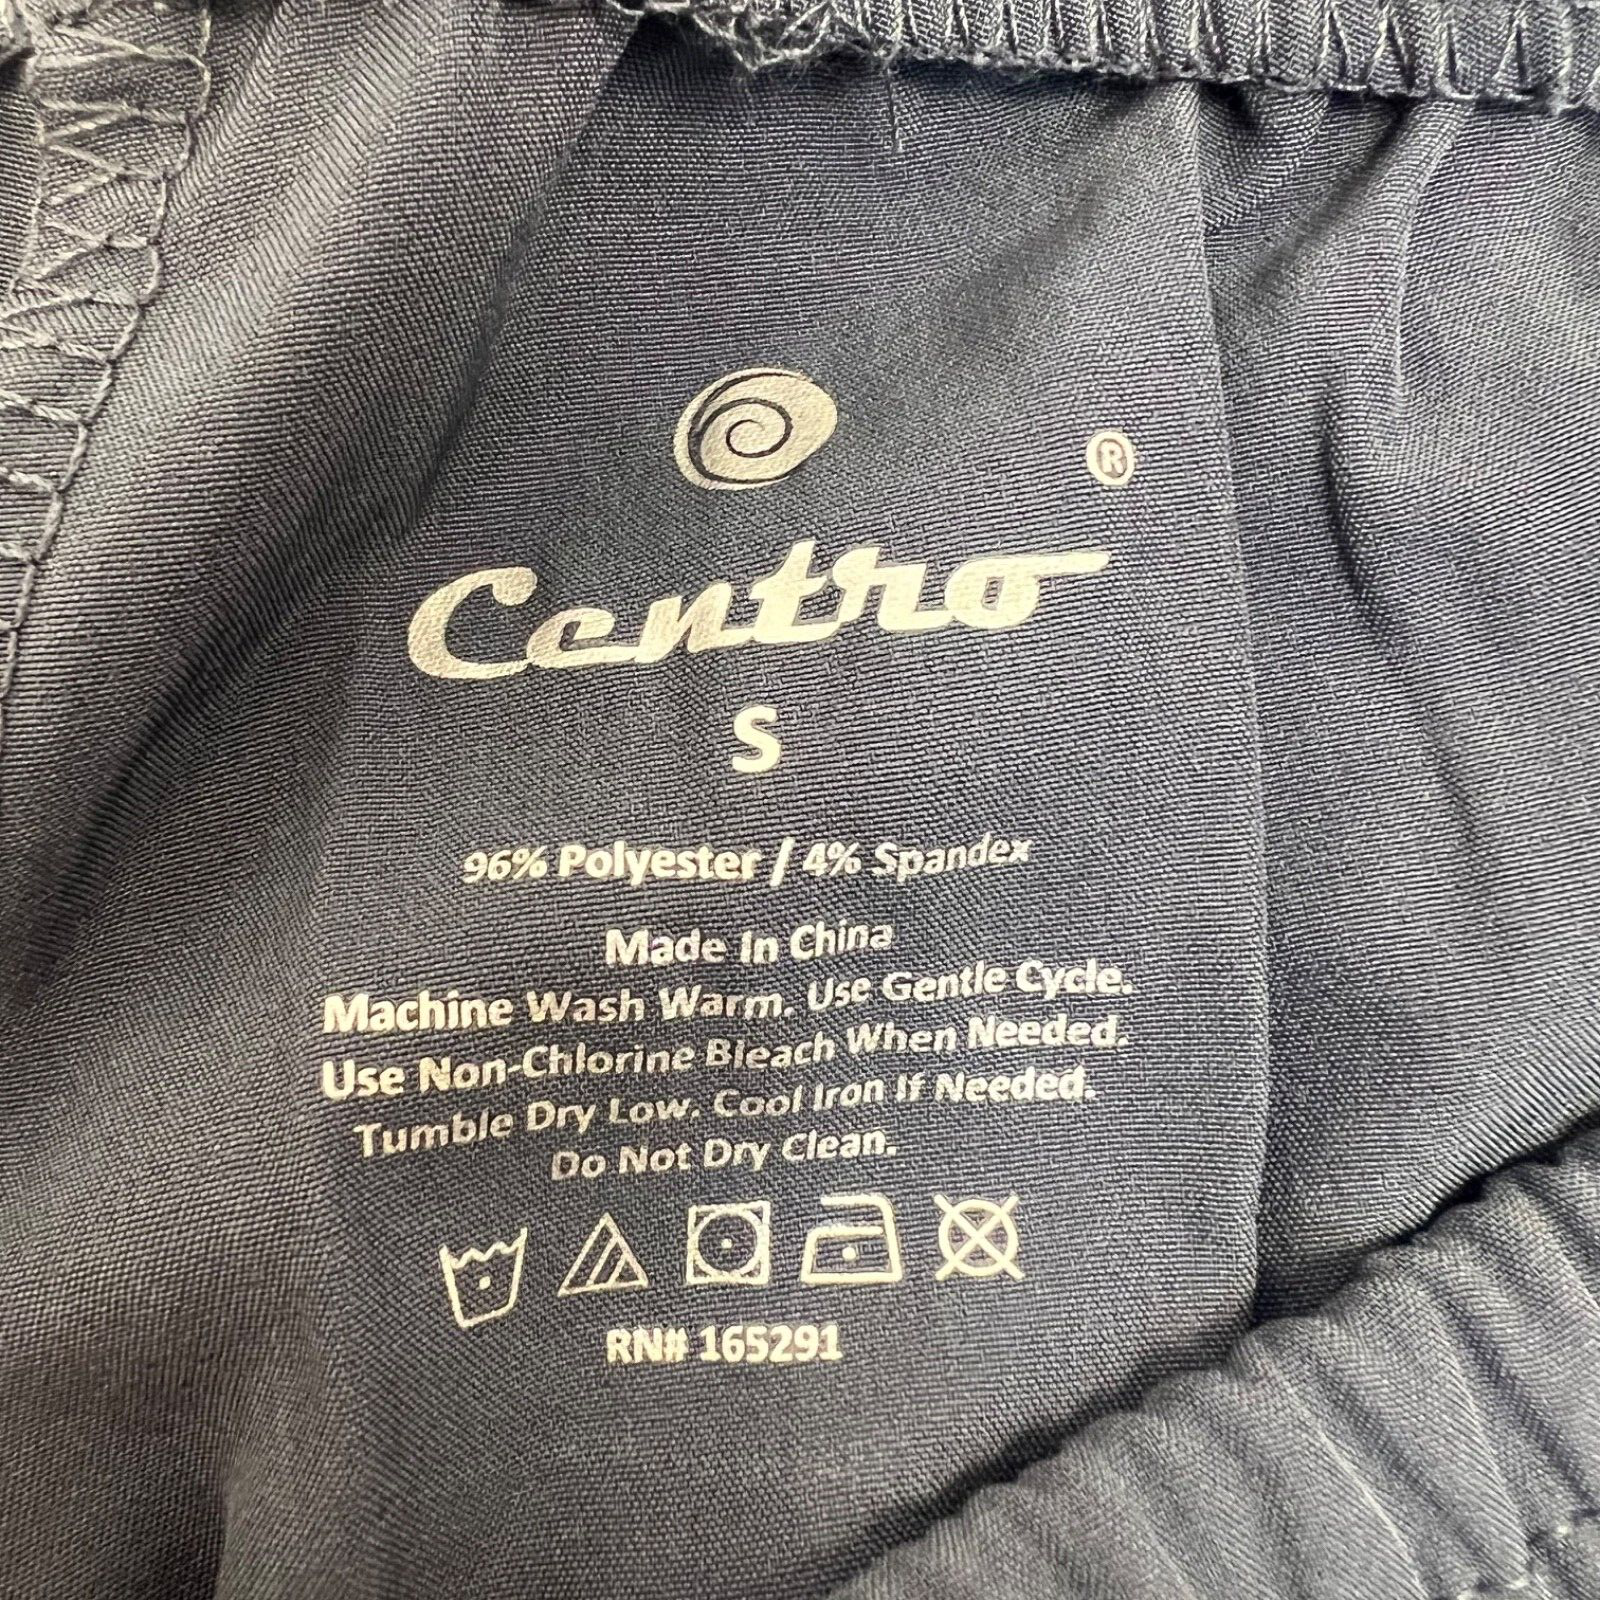 ®
Centro
S
96% Polyester / 4% Spandex
Made In China
Machine Wash Warm. Use Gentle Cycle.
Use Non-Chlorine Bleach When Needed.
Tumble Dry Low. Cool Iron If Needed.
Do Not Dry Clean.
RN# 165291